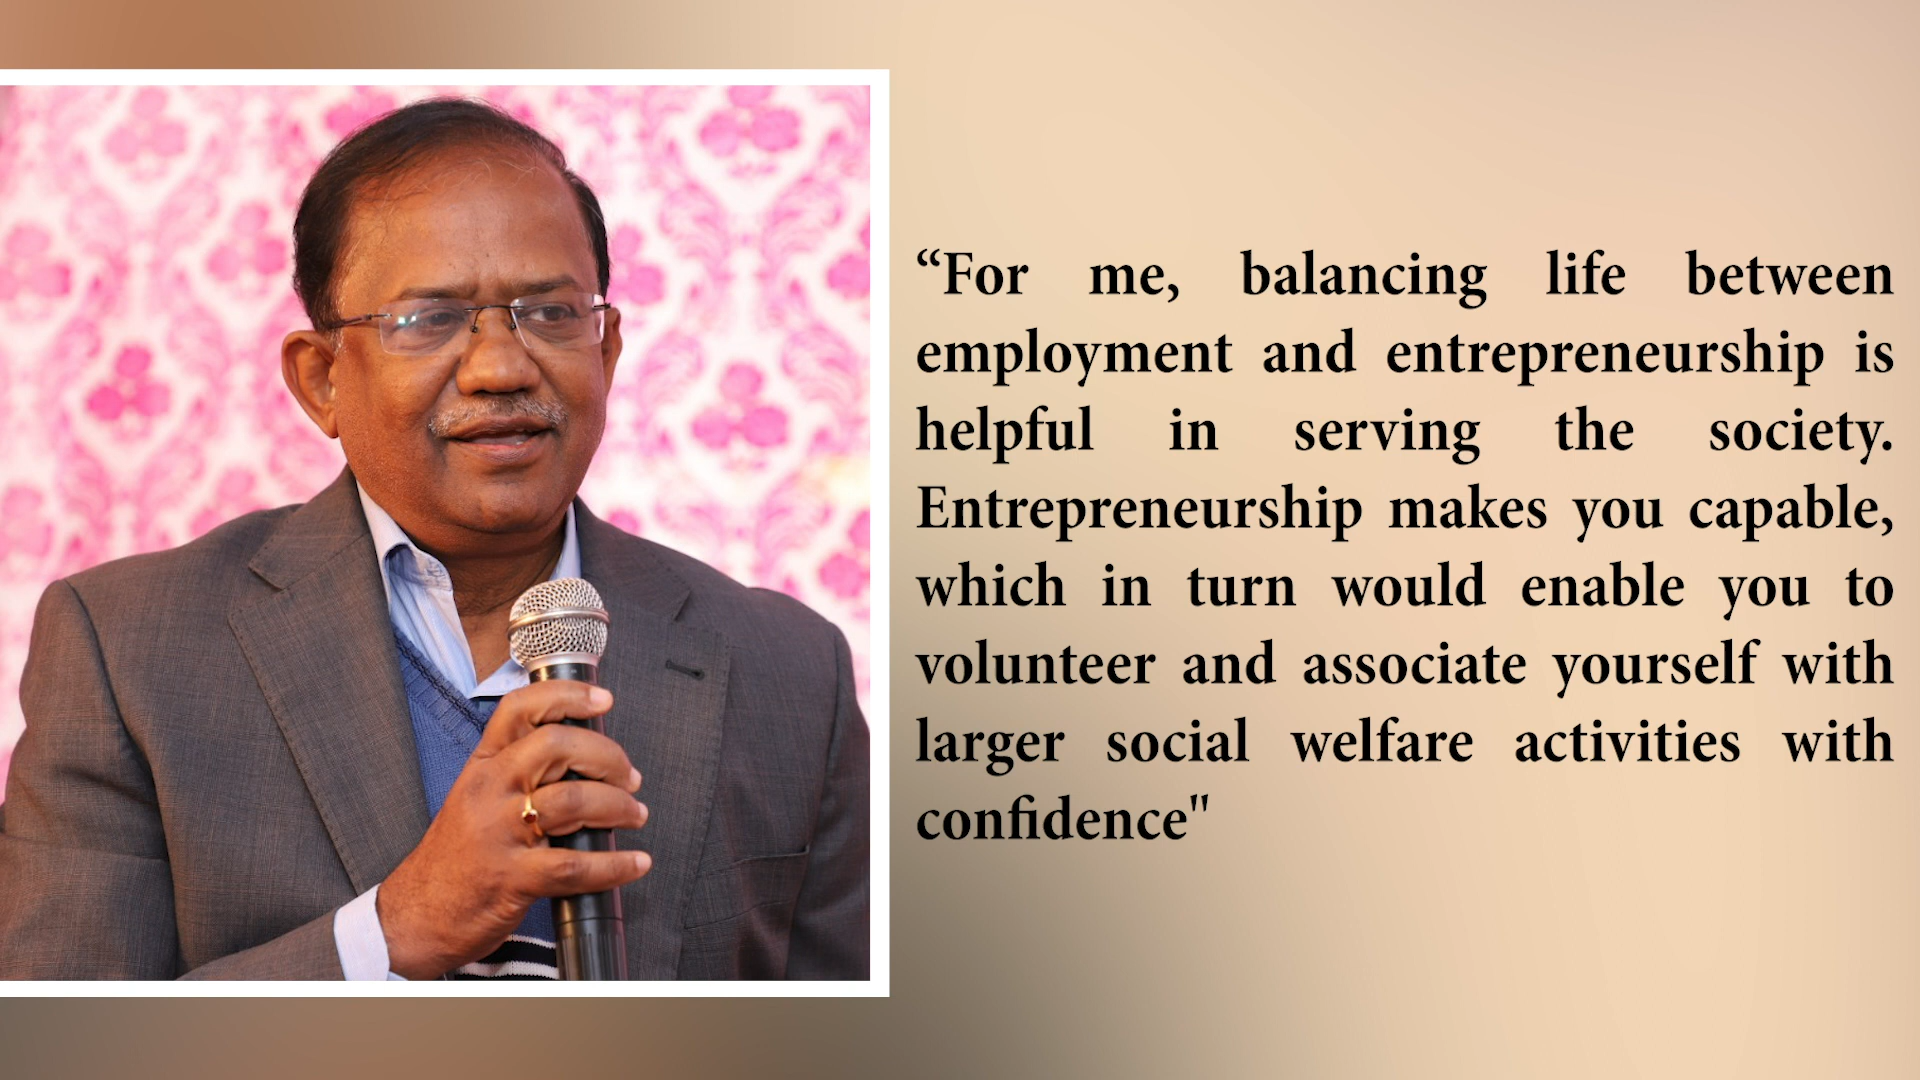 “For me, balancing life between
employment and entrepreneurship is
helpful in serving the society.
Entrepreneurship makes you capable,
which in turn would enable you to
volunteer and associate yourself with
larger social welfare activities with
confidence"